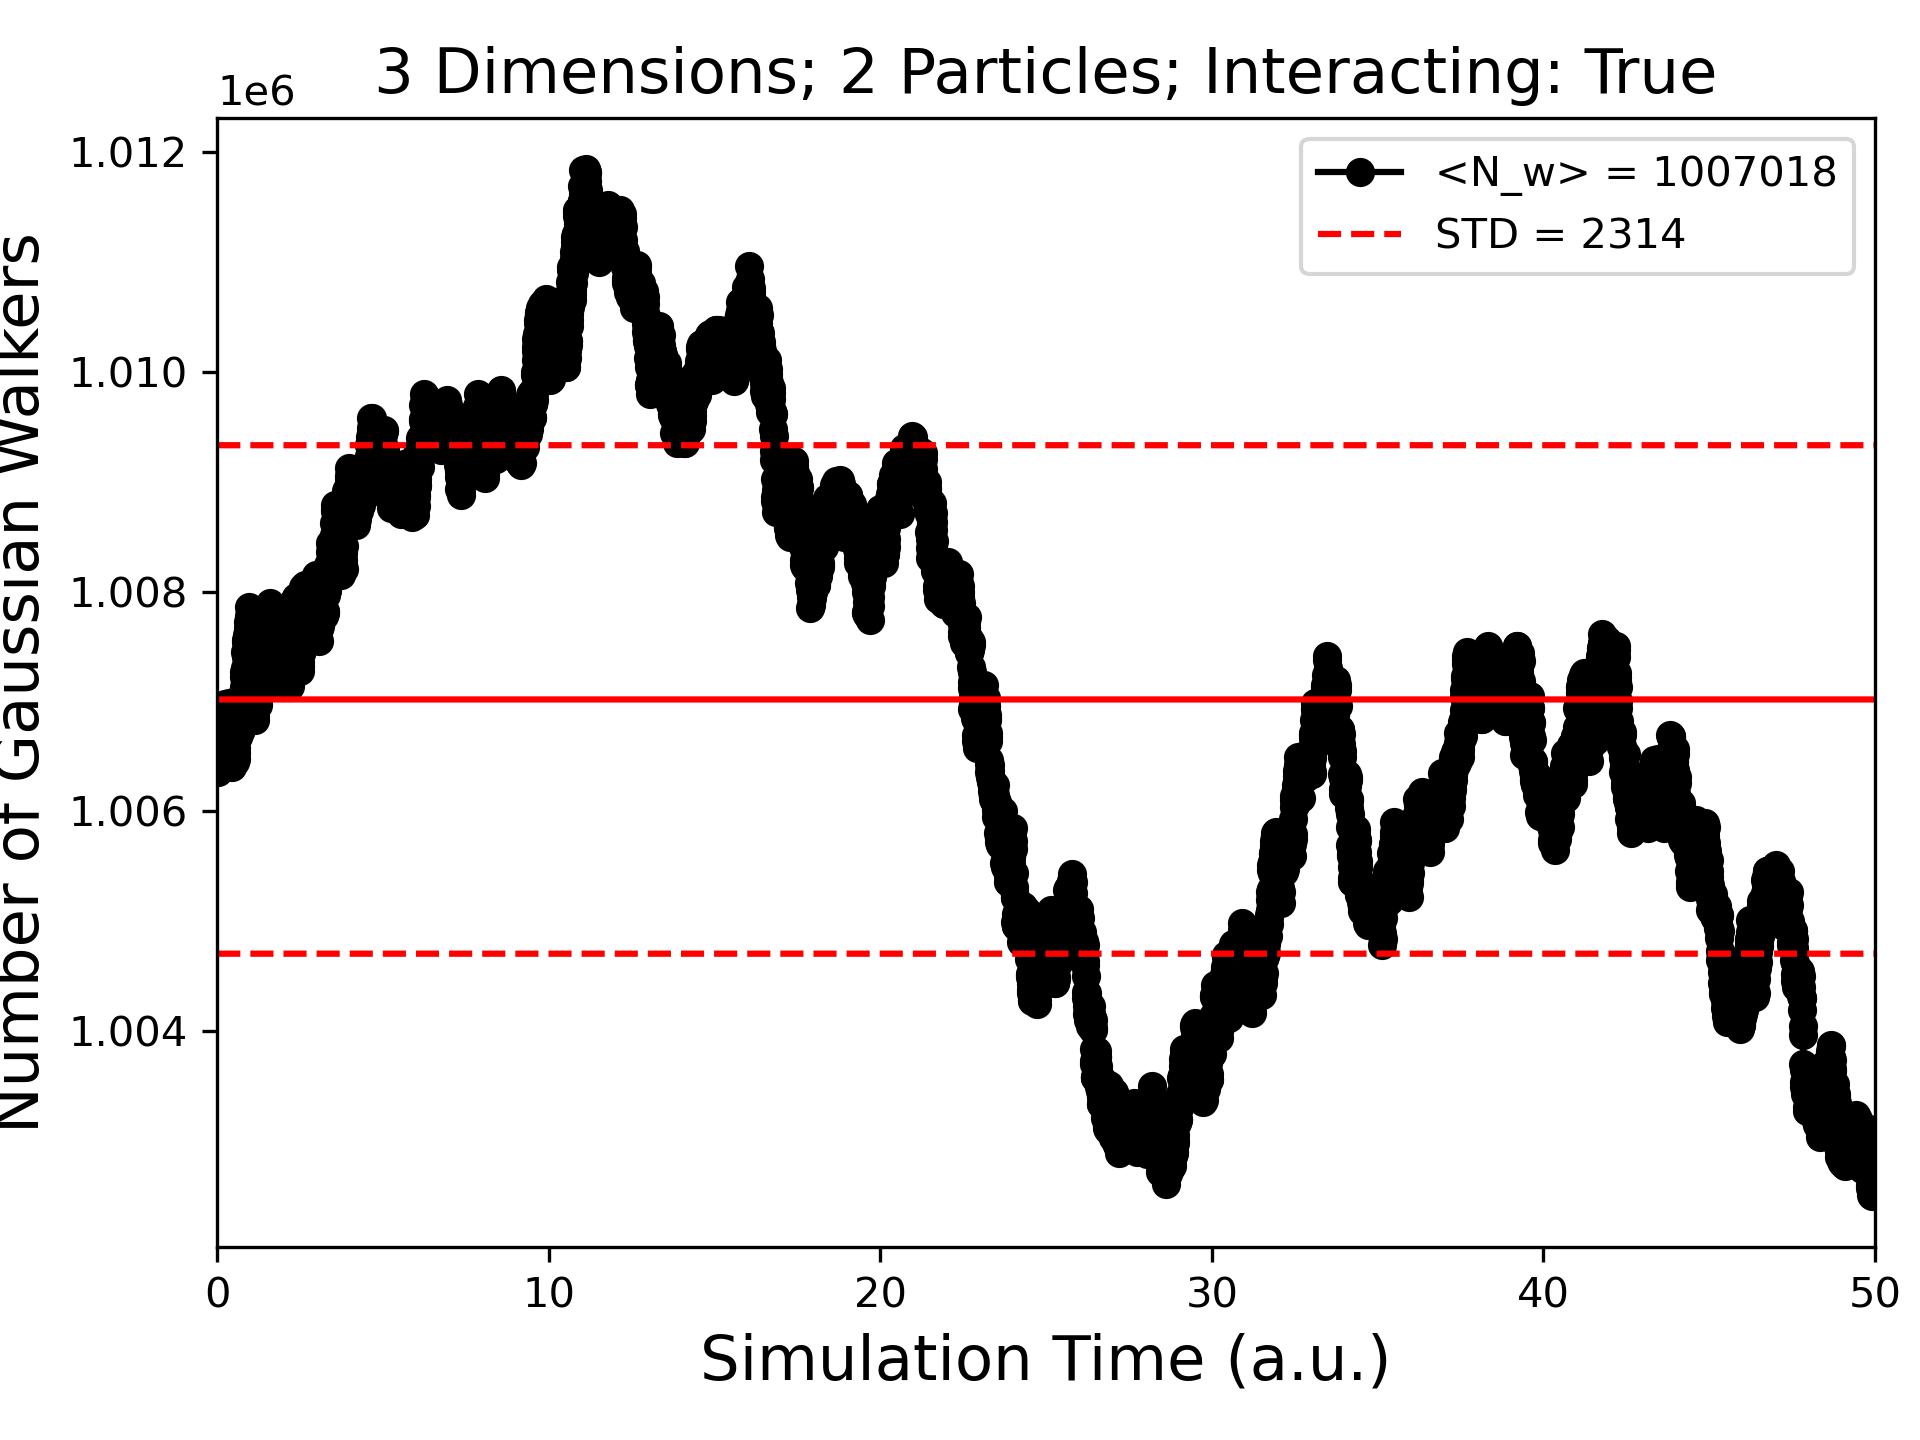 3 Dimensions; 2 Particles; Interacting: True
1e6
<N_w> = 1007018
STD = 2314
Number of Gaussian Walkers
1.012
1.010
1.008
1.006
1.004
0 10 20 30 40 50
Simulation Time (a.u.)